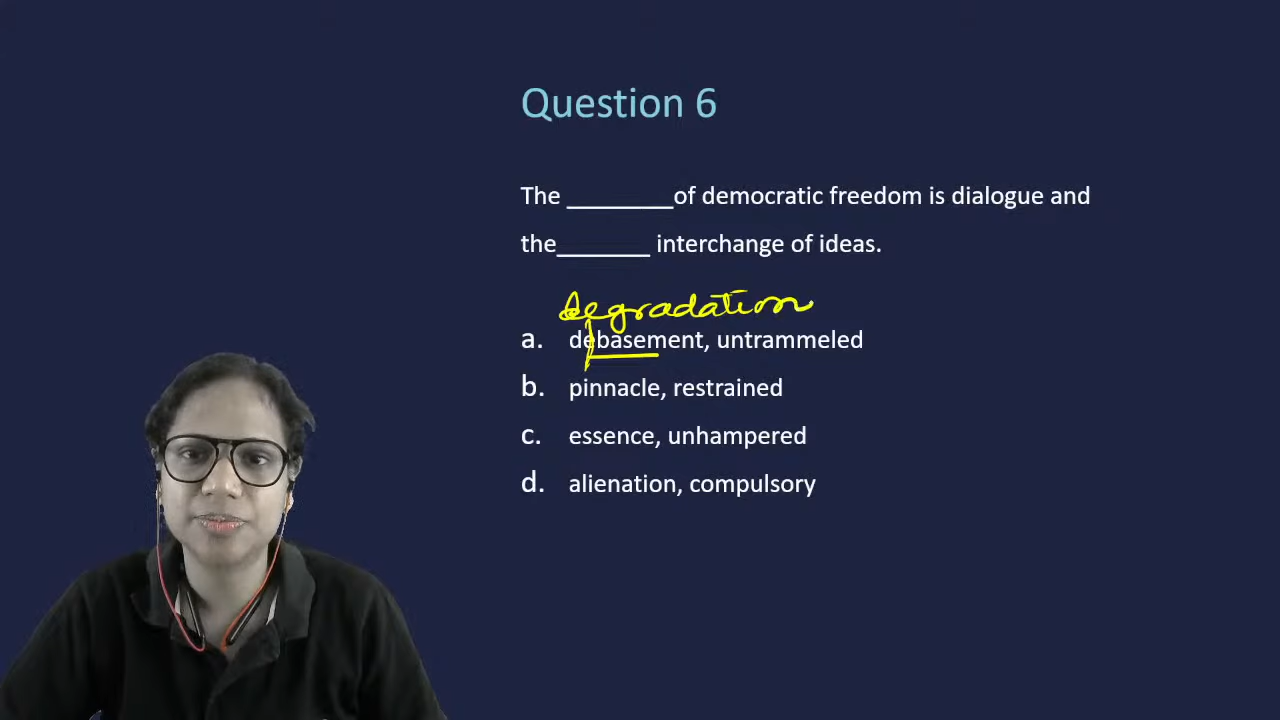 Question 6
The ________of democratic freedom is dialogue and
the_______ interchange of ideas.
degradation
a. debasement, untrammeled
b. pinnacle, restrained
c. essence, unhampered
d. alienation, compulsory